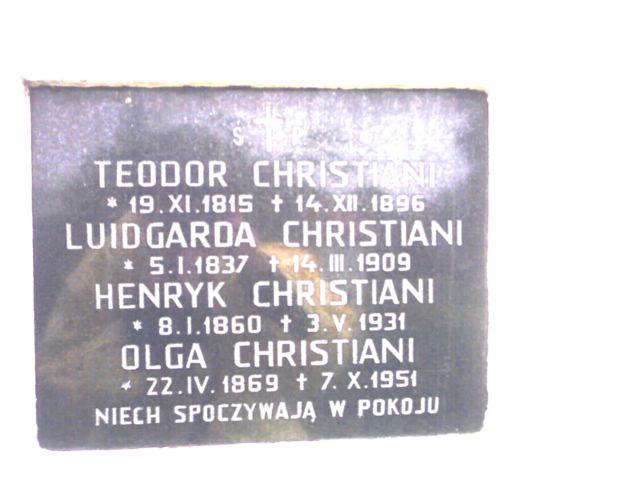 Ś P
TEODOR CHRISTIANI
* 19.XI.1815 † 14.XII.1896
LUIDGARDA CHRISTIANI
* 5.I.1837 † 14.III.1909
HENRYK CHRISTIANI
* 8.I.1860 † 3.V.1931
OLGA CHRISTIANI
* 22.IV.1869 † 7.X.1951
NIECH SPOCZYWAJĄ W POKOJU